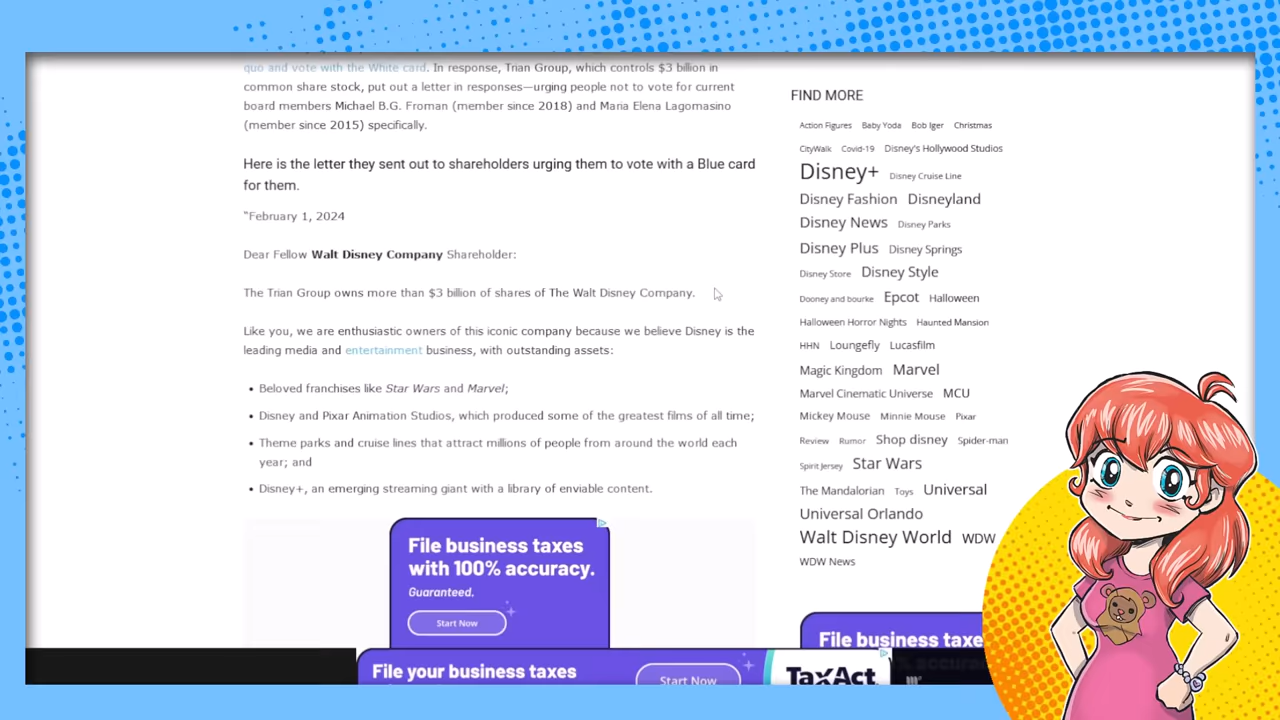 quo and vote with the White card. In response, Trian Group, which controls $3 billion in
common share stock, put out a letter in responses—urging people not to vote for current
board members Michael B.G. Froman (member since 2018) and Maria Elena Lagomasino
(member since 2015) specifically.
Here is the letter they sent out to shareholders urging them to vote with a Blue card
for them.
"February 1, 2024
Dear Fellow Walt Disney Company Shareholder:
The Trian Group owns more than $3 billion of shares of The Walt Disney Company.
Like you, we are enthusiastic owners of this iconic company because we believe Disney is the
leading media and entertainment business, with outstanding assets:
• Beloved franchises like Star Wars and Marvel;
• Disney and Pixar Animation Studios, which produced some of the greatest films of all time;
• Theme parks and cruise lines that attract millions of people from around the world each
year; and
• Disney+, an emerging streaming giant with a library of enviable content.
File business taxes
with 100% accuracy.
Guaranteed.
Start Now
FIND MORE
Action Figures Baby Yoda Bob Iger Christmas
CityWalk Covid-19 Disney's Hollywood Studios
Disney+ Disney Cruise Line
Disney Fashion Disneyland
Disney News Disney Parks
Disney Plus Disney Springs
Disney Store Disney Style
Dooney and bourke Epcot Halloween
Halloween Horror Nights Haunted Mansion
HHN Loungefly Lucasfilm
Magic Kingdom Marvel
Marvel Cinematic Universe MCU
Mickey Mouse Minnie Mouse Pixar
Review Rumor Shop disney Spider-man
Spirit Jersey Star Wars
The Mandalorian Toys Universal
Universal Orlando
Walt Disney World WDW
WDW News
File business taxe
File your business taxes
Start Now
TaxAct